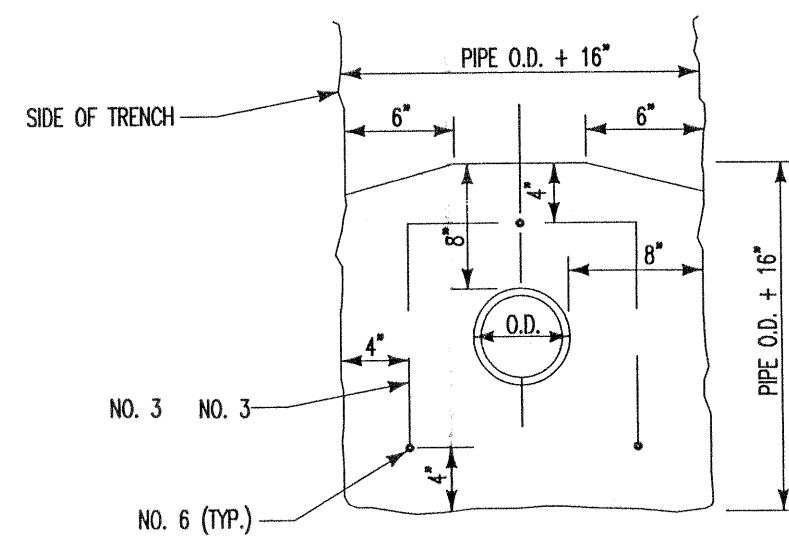 PIPE O.D. + 16"
SIDE OF TRENCH
6"
6"
4"
8"
8"
O.D.
PIPE O.D. + 16"
4"
NO. 3 NO. 3
4"
NO. 6 (TYP.)